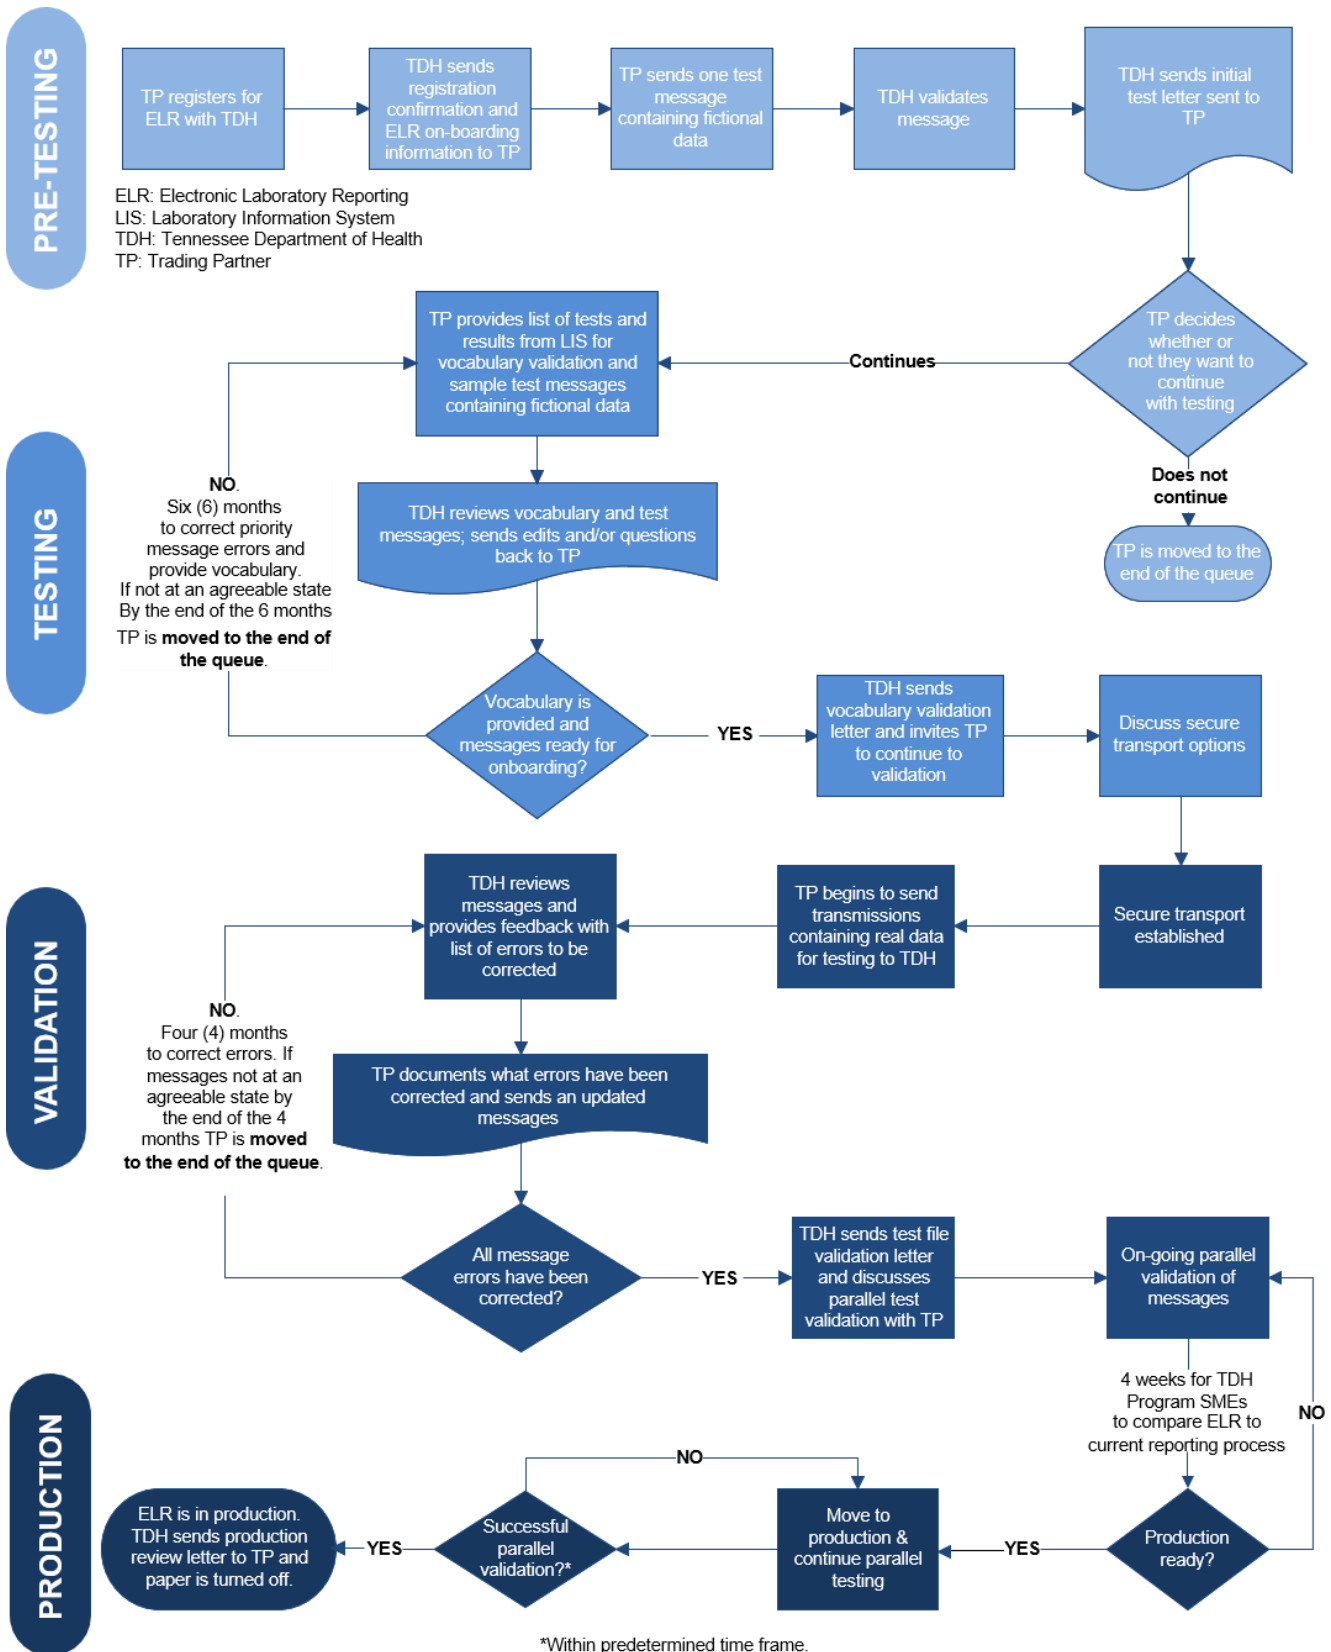 PRE-TESTING
TP registers for
ELR with TDH
TDH sends
registration
confirmation and
ELR on-boarding
information to TP
TP sends one test
message
containing fictional
data
TDH validates
message
TDH sends initial
test letter sent to
TP
ELR: Electronic Laboratory Reporting
LIS: Laboratory Information System
TDH: Tennessee Department of Health
TP: Trading Partner
TP decides
whether or
not they want to
continue
with testing
Continues
Does not
continue
TP is moved to the
end of the queue
TESTING
TP provides list of tests and
results from LIS for
vocabulary validation and
sample test messages
containing fictional data
TDH reviews vocabulary and test
messages; sends edits and/or questions
back to TP
NO.
Six (6) months
to correct priority
message errors and
provide vocabulary.
If not at an agreeable state
By the end of the 6 months
TP is moved to the end of
the queue.
Vocabulary is
provided and
messages ready for
onboarding?
YES
TDH sends
vocabulary validation
letter and invites TP
to continue to
validation
Discuss secure
transport options
VALIDATION
Secure transport
established
TP begins to send
transmissions
containing real data
for testing to TDH
TDH reviews
messages and
provides feedback with
list of errors to be
corrected
TP documents what errors have been
corrected and sends an updated
messages
NO.
Four (4) months
to correct errors. If
messages not at an
agreeable state by
the end of the 4
months TP is moved
to the end of the queue.
All message
errors have been
corrected?
YES
TDH sends test file
validation letter
and discusses
parallel test
validation with TP
On-going parallel
validation of
messages
4 weeks for TDH
Program SMEs
to compare ELR to
current reporting process
NO
PRODUCTION
Production
ready?
YES
Move to
production &
continue parallel
testing
NO
Successful
parallel
validation?*
YES
ELR is in production.
TDH sends production
review letter to TP and
paper is turned off.
*Within predetermined time frame.